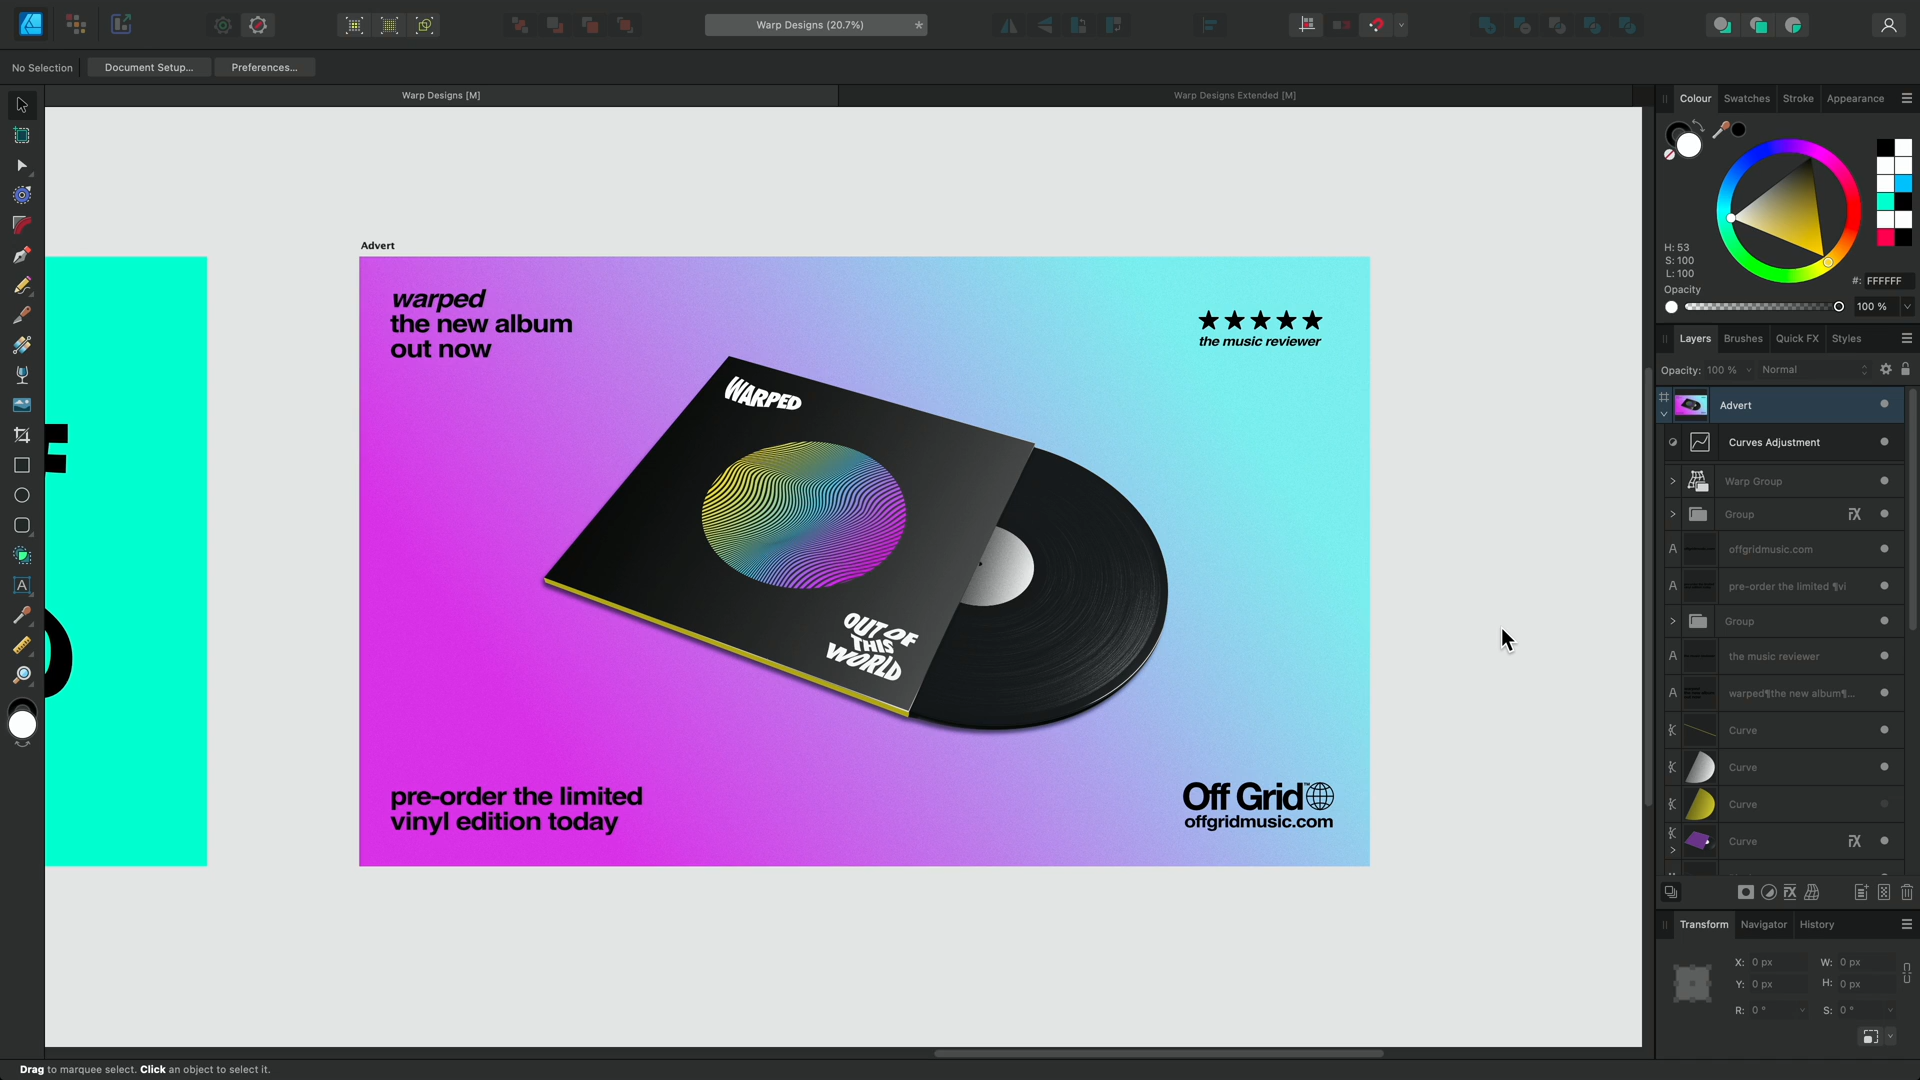 Warp Designs (20.7%)
*
No Selection
Document Setup...
Preferences...
Warp Designs [M]
Warp Designs Extended [M]
Colour
Swatches
Stroke
Appearance
H: 53
S: 100
L: 100
#: FFFFFF
Opacity
100 %
Layers
Brushes
Quick FX
Styles
Opacity: 100 %
Normal
Advert
Curves Adjustment
Warp Group
Group
offgridmusic.com
pre-order the limited ¶vi
Group
the music reviewer
warped¶the new album¶...
Curve
Curve
Curve
Curve
Transform
Navigator
History
X: 0 px
W: 0 px
Y: 0 px
H: 0 px
R: 0 °
S: 0 °
Advert
warped
the new album
out now
★★★★★
the music reviewer
WARPED
OUT OF
THIS
WORLD
pre-order the limited
vinyl edition today
Off Grid™
offgridmusic.com
Drag to marquee select. Click an object to select it.